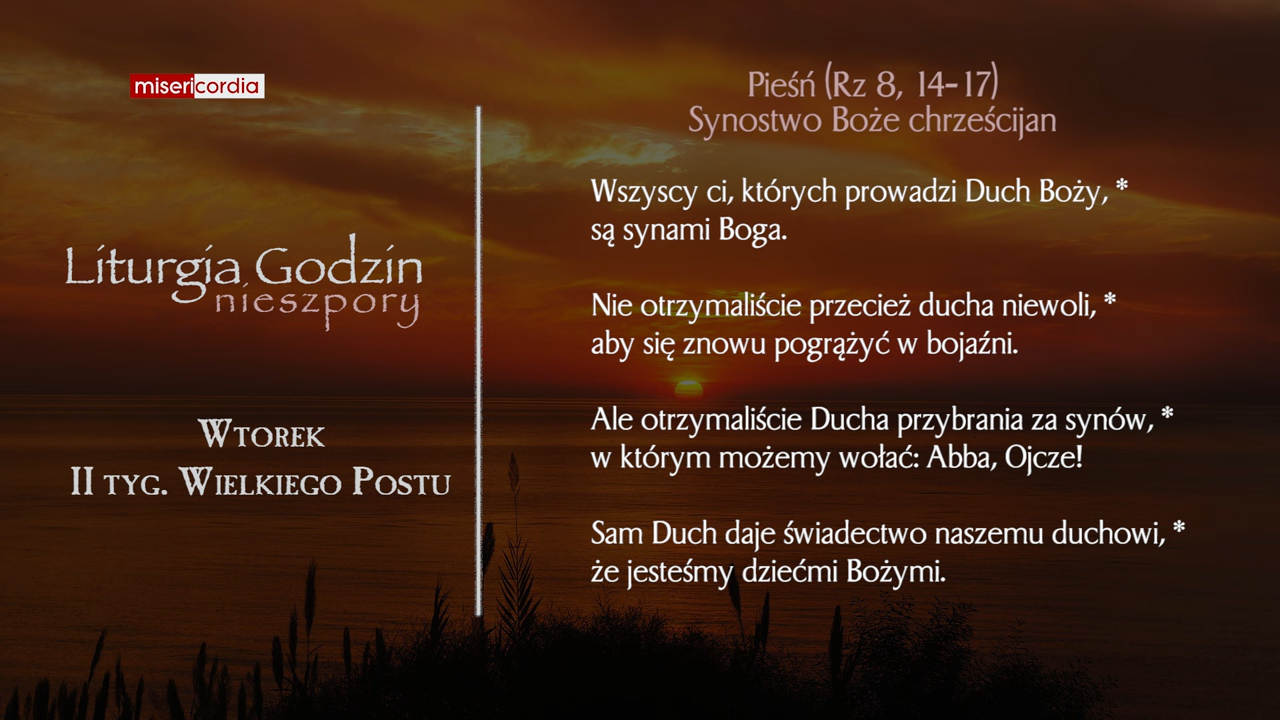 misericordia
Liturgia Godzin
nieszpory
Wtorek
II tyg. Wielkiego Postu
Pieśń (Rz 8, 14-17)
Synostwo Boże chrześcijan
Wszyscy ci, których prowadzi Duch Boży, *
są synami Boga.
Nie otrzymaliście przecież ducha niewoli, *
aby się znowu pogrążyć w bojaźni.
Ale otrzymaliście Ducha przybrania za synów, *
w którym możemy wołać: Abba, Ojcze!
Sam Duch daje świadectwo naszemu duchowi, *
że jesteśmy dziećmi Bożymi.